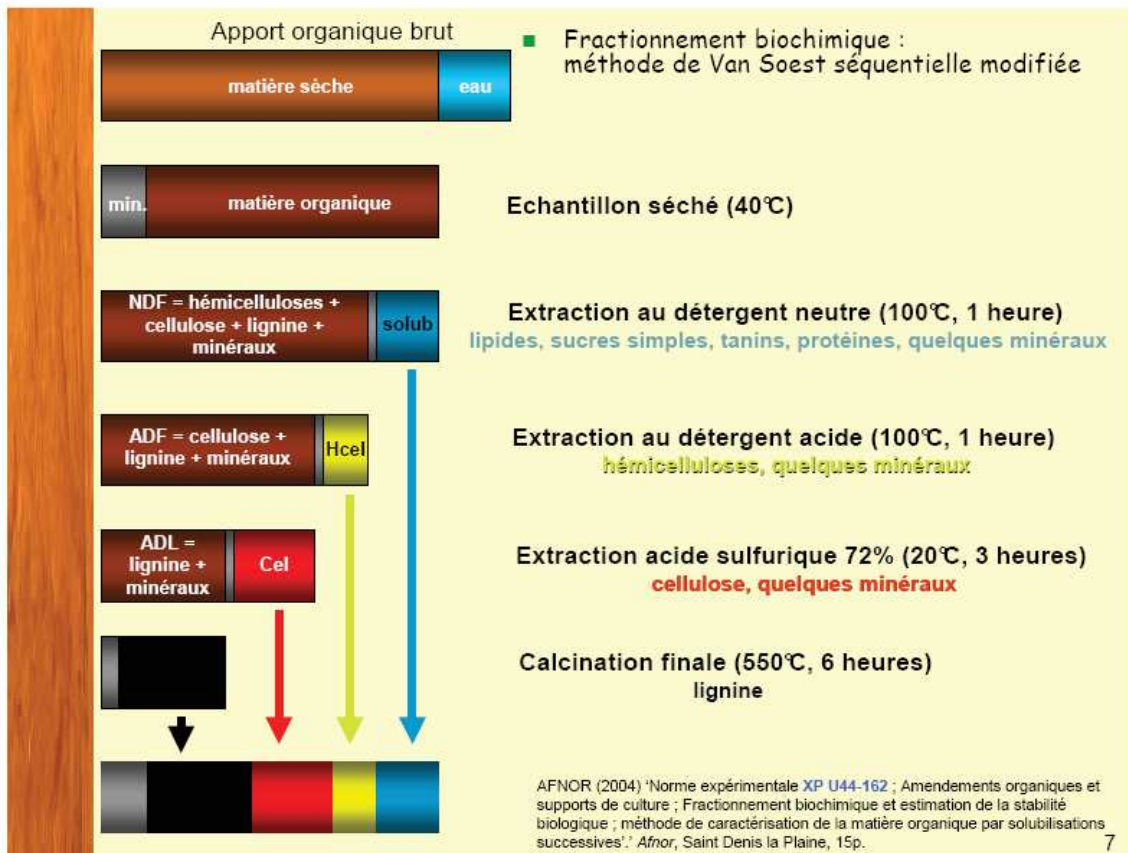 Apport organique brut
■ Fractionnement biochimique :
méthode de Van Soest séquentielle modifiée
matière sèche
eau
min.
matière organique
Echantillon séché (40°C)
NDF = hémicelluloses +
cellulose + lignine +
minéraux
solub
Extraction au détergent neutre (100°C, 1 heure)
lipides, sucres simples, tanins, protéines, quelques minéraux
ADF = cellulose +
lignine + minéraux
Hcel
Extraction au détergent acide (100°C, 1 heure)
hémicelluloses, quelques minéraux
ADL =
lignine +
minéraux
Cel
Extraction acide sulfurique 72% (20°C, 3 heures)
cellulose, quelques minéraux
Calcination finale (550°C, 6 heures)
lignine
AFNOR (2004) 'Norme expérimentale XP U44-162 ; Amendements organiques et
supports de culture ; Fractionnement biochimique et estimation de la stabilité
biologique ; méthode de caractérisation de la matière organique par solubilisations
successives'.' Afnor, Saint Denis la Plaine, 15p.
7